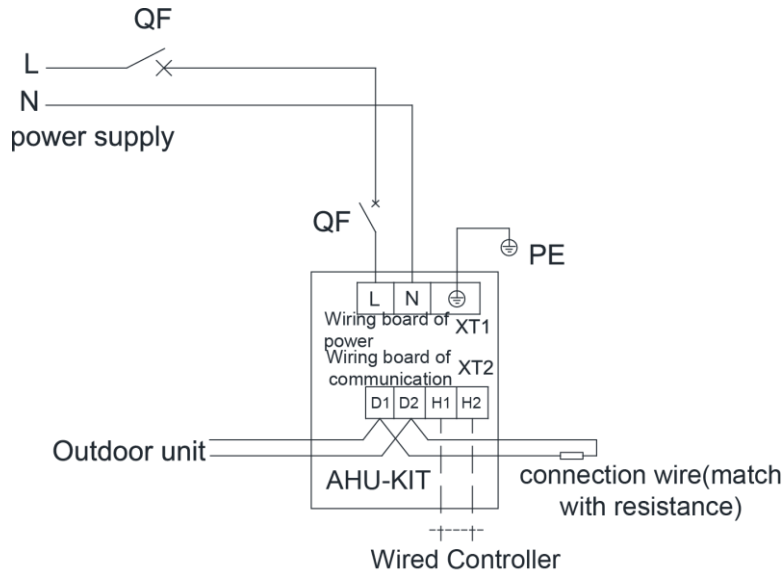 QF
L
N
power supply
QF
PE
L N
Wiring board of
power
XT1
Wiring board of
communication
XT2
D1 D2 H1 H2
Outdoor unit
AHU-KIT
connection wire(match
with resistance)
Wired Controller